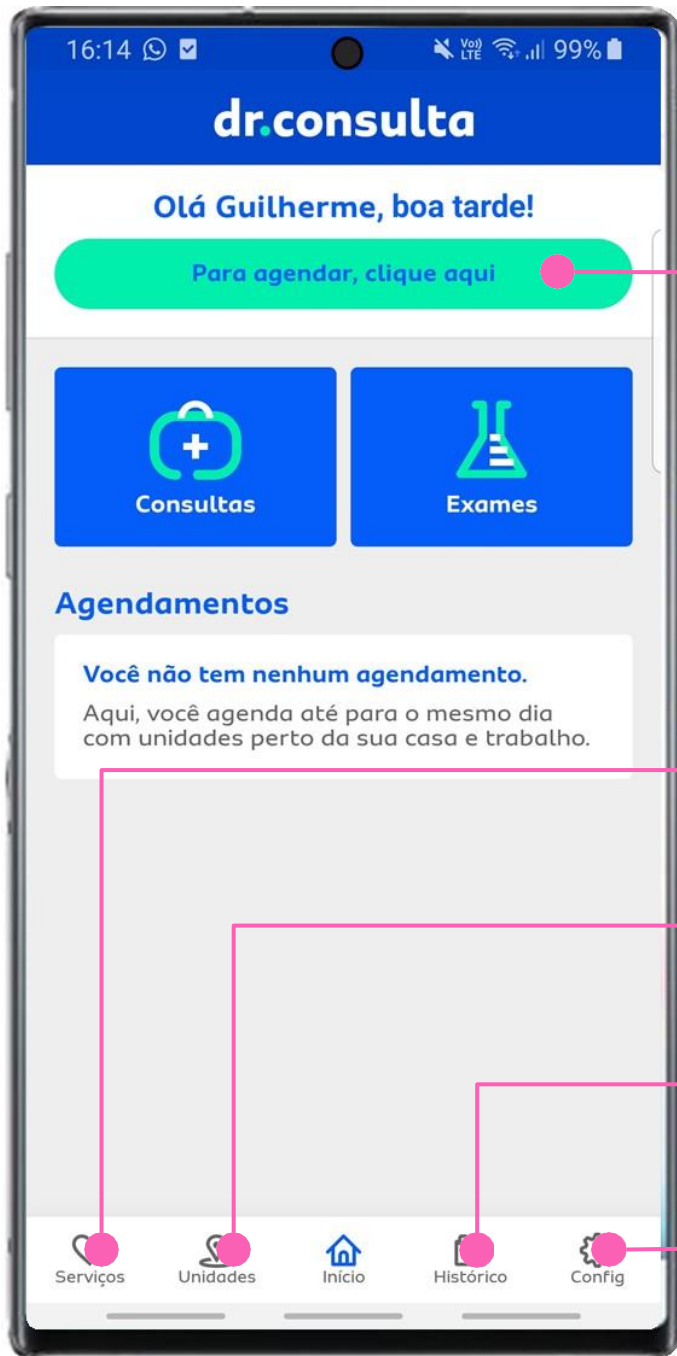 16:14 Vo)) LTE 99%
dr.consulta
Olá Guilherme, boa tarde!
Para agendar, clique aqui
Consultas Exames
Agendamentos
Você não tem nenhum agendamento.
Aqui, você agenda até para o mesmo dia
com unidades perto da sua casa e trabalho.
Serviços Unidades Início Histórico Config